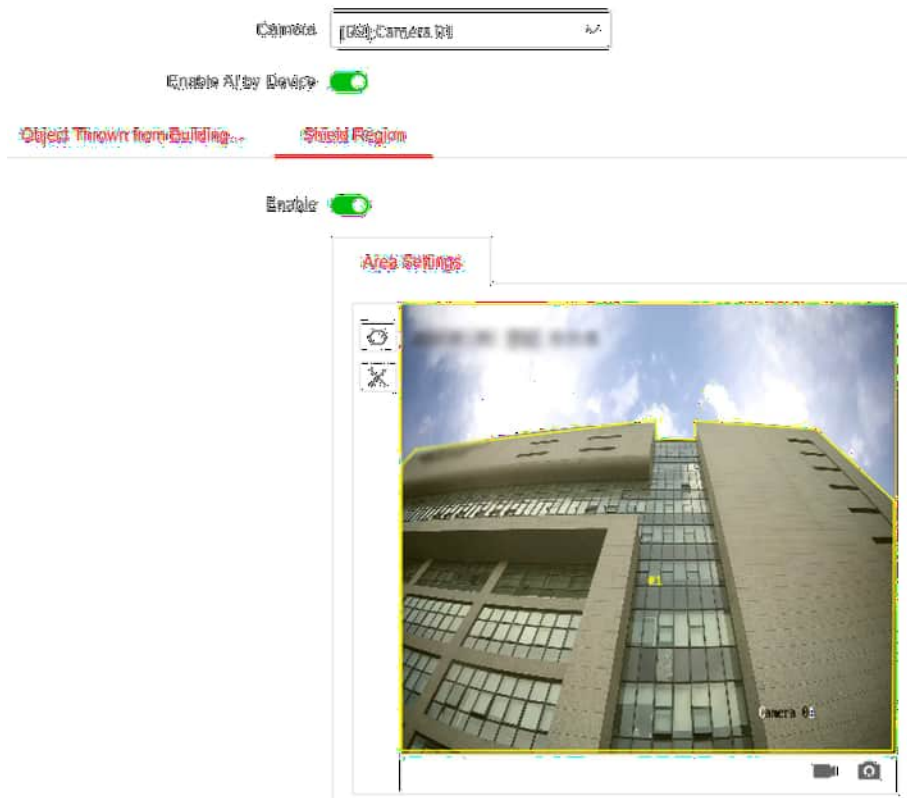 Camera
Camera 01
Enable AI by Device
Object Thrown from Building...
Shield Region
Enable
Area Settings
#1
Camera 01